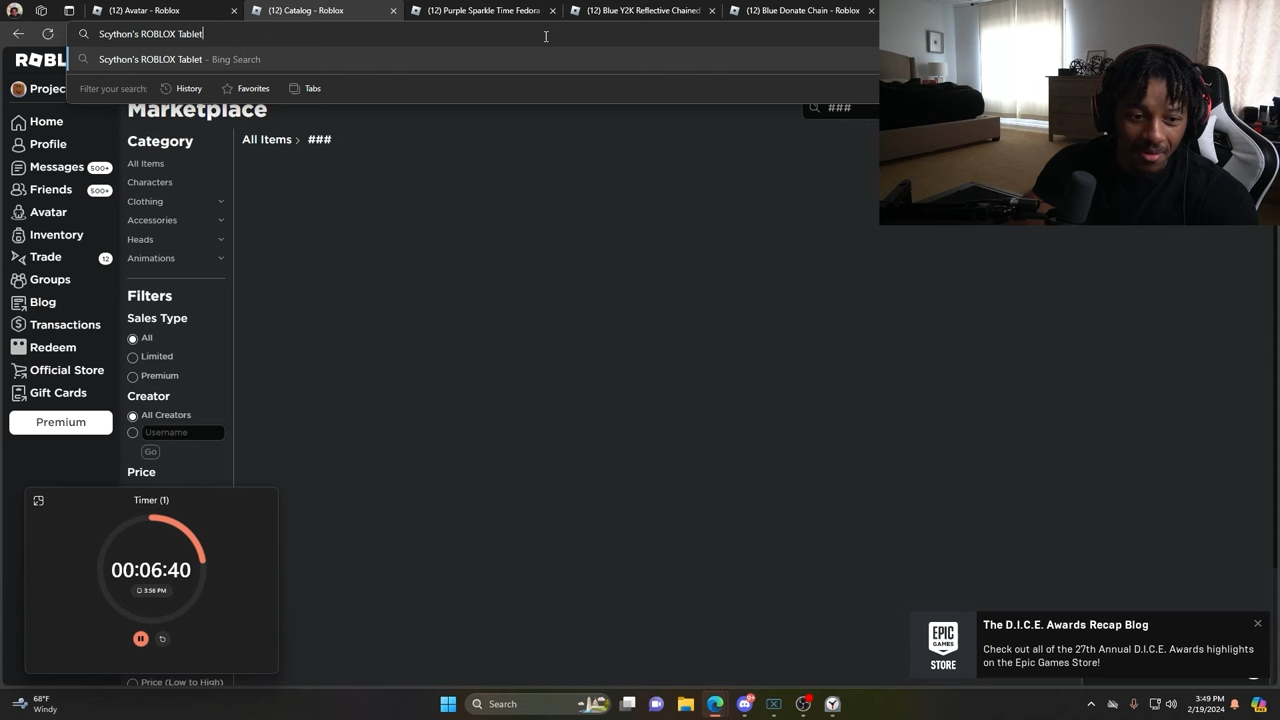 (12) Avatar - Roblox
(12) Catalog - Roblox
(12) Purple Sparkle Time Fedora
(12) Blue Y2K Reflective Chained
(12) Blue Donate Chain - Roblox
Scython's ROBLOX Tablet
Scython's ROBLOX Tablet - Bing Search
Filter your search:
History
Favorites
Tabs
ROBL
Projec
Home
Profile
Messages 500+
Friends 500+
Avatar
Inventory
Trade 12
Groups
Blog
Transactions
Redeem
Official Store
Gift Cards
Premium
Marketplace
###
Category
All Items
Characters
Clothing
Accessories
Heads
Animations
Filters
Sales Type
All
Limited
Premium
Creator
All Creators
Username
Go
Price
Price (Low to High)
All Items > ###
Timer (1)
00:06:40
3:56 PM
EPIC
GAMES
STORE
The D.I.C.E. Awards Recap Blog
Check out all of the 27th Annual D.I.C.E. Awards highlights
on the Epic Games Store!
68°F
Windy
Search
3:49 PM
2/19/2024